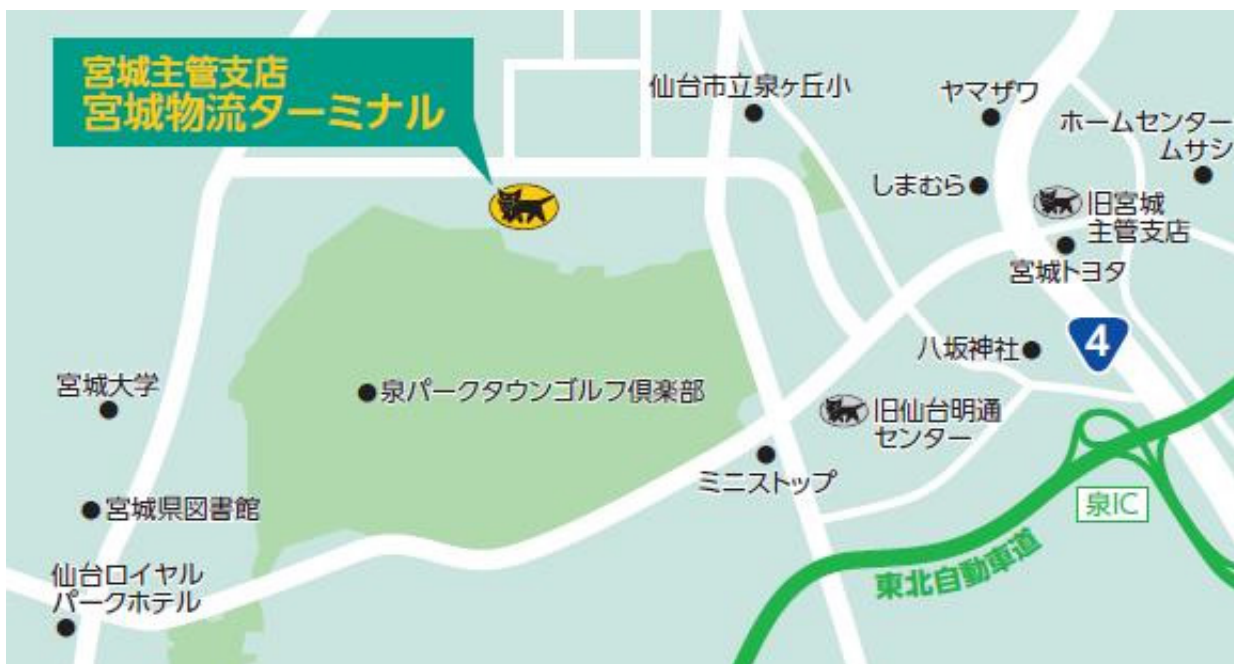 宮城主管支店
宮城物流ターミナル
仙台市立泉ヶ丘小
ヤマザワ
ホームセンター
ムサシ
しまむら
旧宮城
主管支店
宮城トヨタ
八坂神社
4
宮城大学
泉パークタウンゴルフ倶楽部
旧仙台明通
センター
ミニストップ
宮城県図書館
泉IC
東北自動車道
仙台ロイヤル
パークホテル